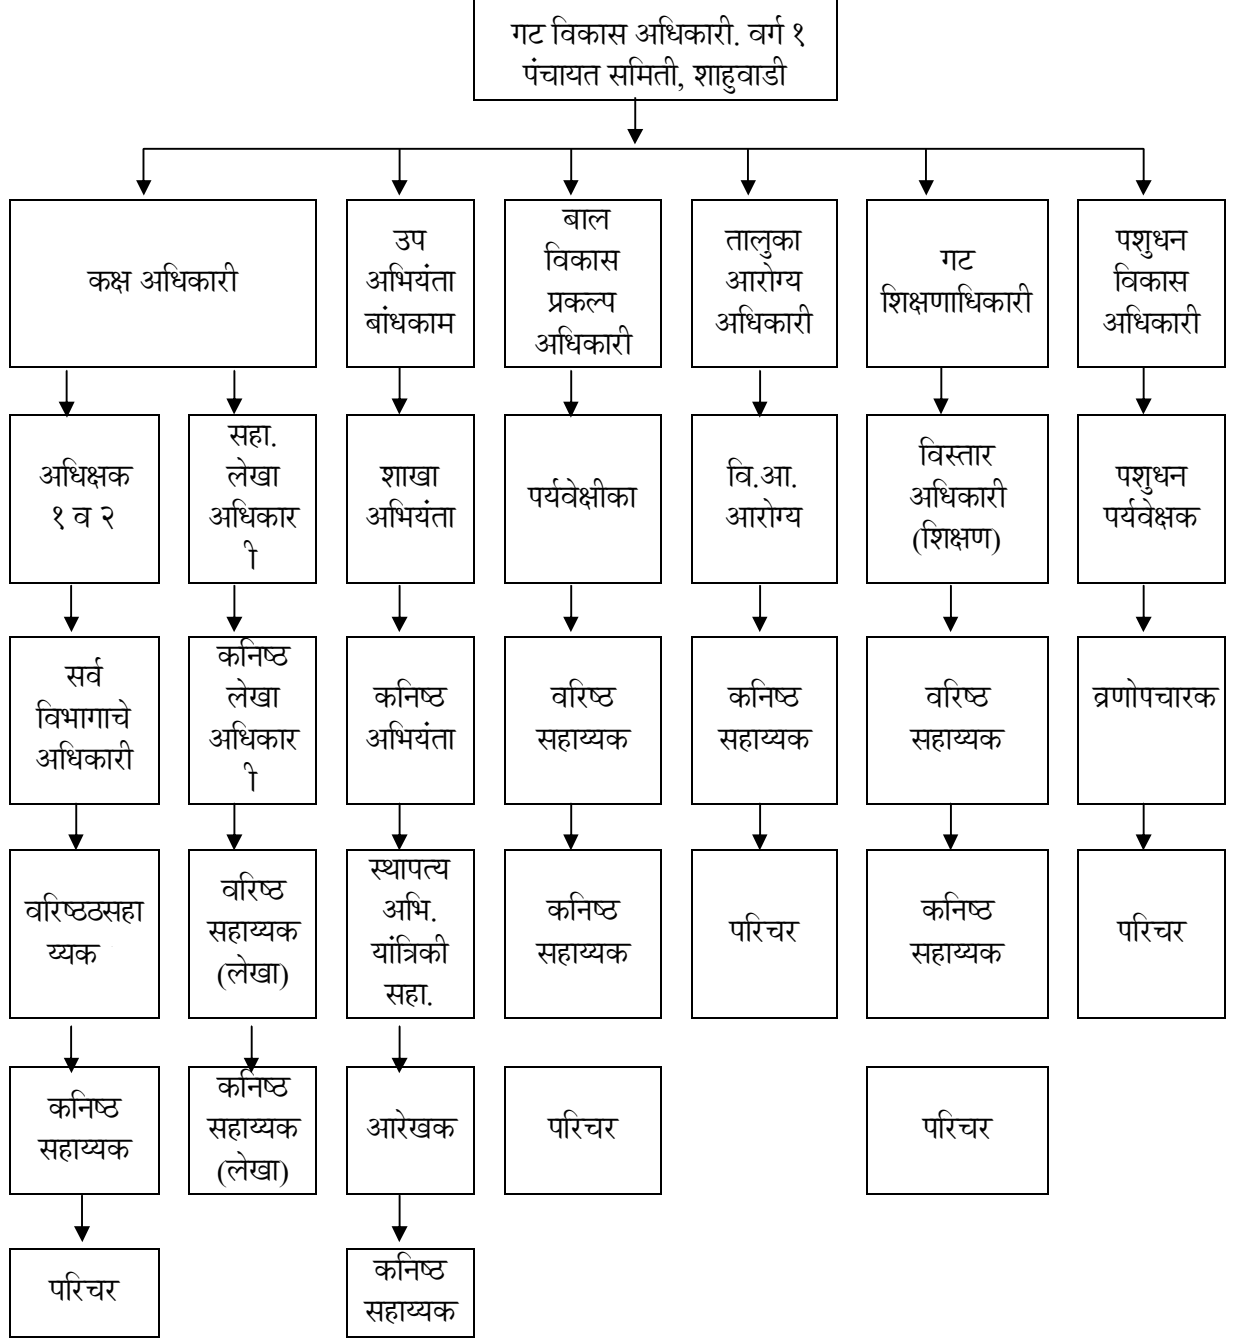 गट विकास अधिकारी. वर्ग १
पंचायत समिती, शाहुवाडी
कक्ष अधिकारी
उप
अभियंता
बांधकाम
बाल
विकास
प्रकल्प
अधिकारी
तालुका
आरोग्य
अधिकारी
गट
शिक्षणाधिकारी
पशुधन
विकास
अधिकारी
अधिक्षक
१ व २
सहा.
लेखा
अधिकार
ी
शाखा
अभियंता
पर्यवेक्षीका
वि.आ.
आरोग्य
विस्तार
अधिकारी
(शिक्षण)
पशुधन
पर्यवेक्षक
सर्व
विभागाचे
अधिकारी
कनिष्ठ
लेखा
अधिकार
ी
कनिष्ठ
अभियंता
वरिष्ठ
सहाय्यक
कनिष्ठ
सहाय्यक
वरिष्ठ
सहाय्यक
व्रणोपचारक
वरिष्ठठसहा
य्यक
वरिष्ठ
सहाय्यक
(लेखा)
स्थापत्य
अभि.
यांत्रिकी
सहा.
कनिष्ठ
सहाय्यक
परिचर
कनिष्ठ
सहाय्यक
परिचर
कनिष्ठ
सहाय्यक
कनिष्ठ
सहाय्यक
(लेखा)
आरेखक
परिचर
परिचर
परिचर
कनिष्ठ
सहाय्यक